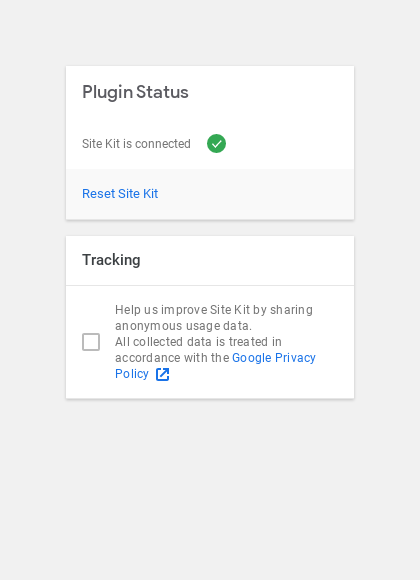 Plugin Status
Site Kit is connected
Reset Site Kit
Tracking
Help us improve Site Kit by sharing
anonymous usage data.
All collected data is treated in
accordance with the Google Privacy
Policy